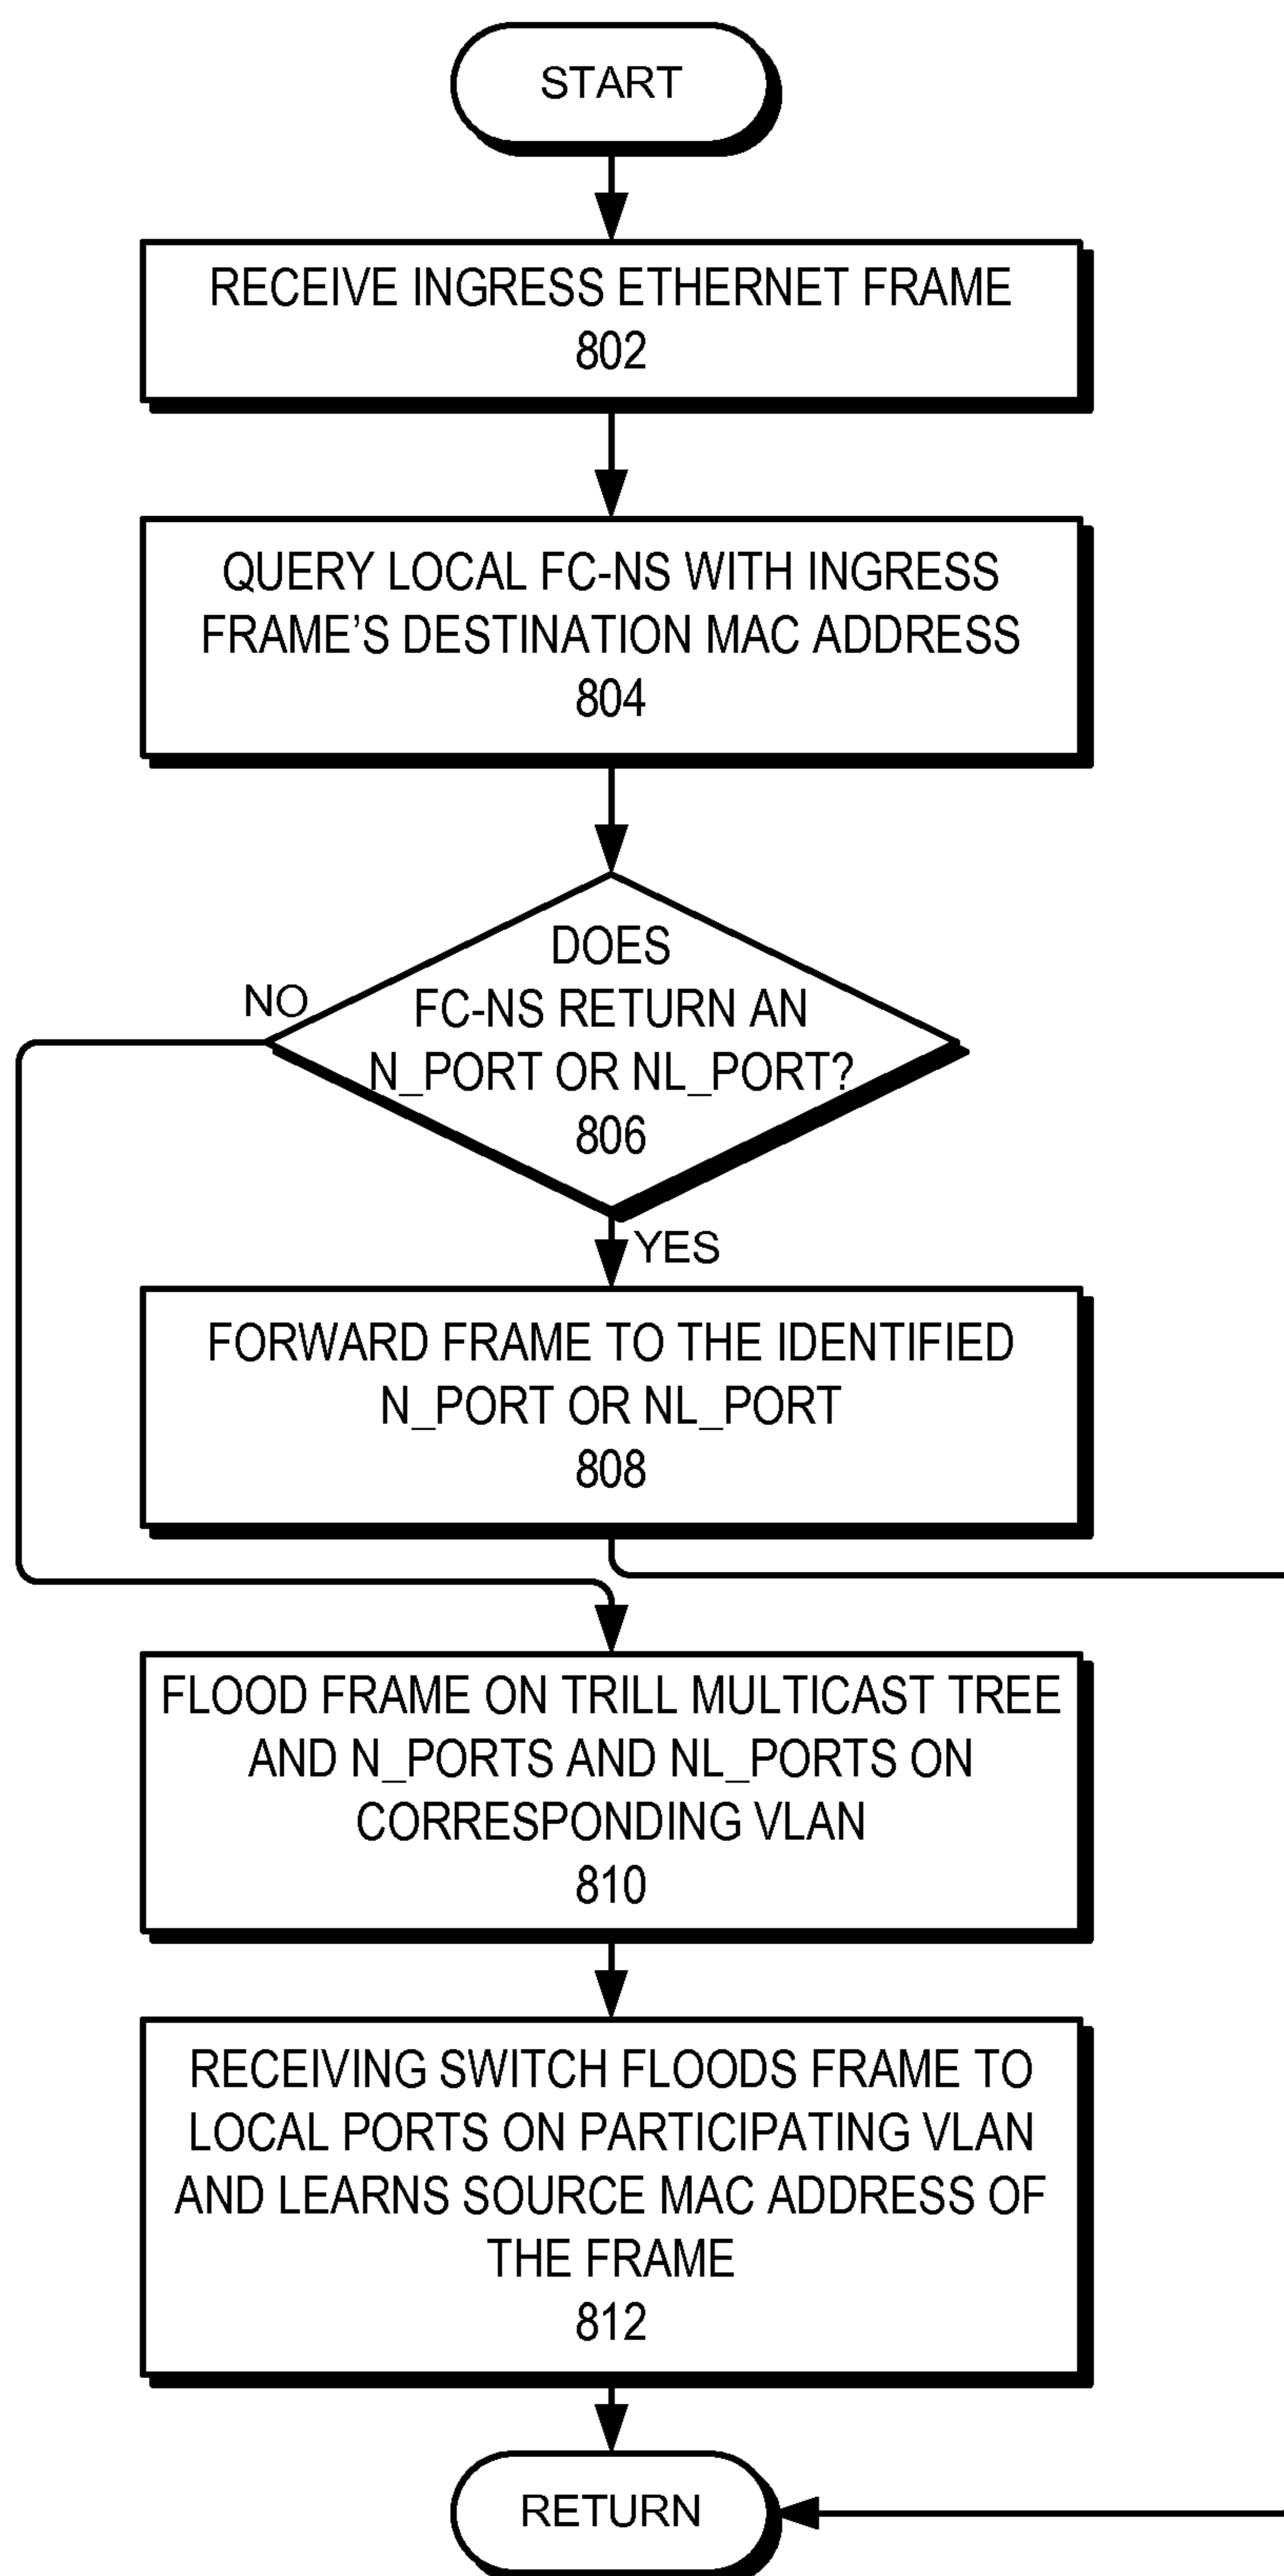 START
RECEIVE INGRESS ETHERNET FRAME
802
QUERY LOCAL FC-NS WITH INGRESS
FRAME’S DESTINATION MAC ADDRESS
804
DOES
FC-NS RETURN AN
N_PORT OR NL_PORT?
806
NO
YES
FORWARD FRAME TO THE IDENTIFIED
N_PORT OR NL_PORT
808
FLOOD FRAME ON TRILL MULTICAST TREE
AND N_PORTS AND NL_PORTS ON
CORRESPONDING VLAN
810
RECEIVING SWITCH FLOODS FRAME TO
LOCAL PORTS ON PARTICIPATING VLAN
AND LEARNS SOURCE MAC ADDRESS OF
THE FRAME
812
RETURN